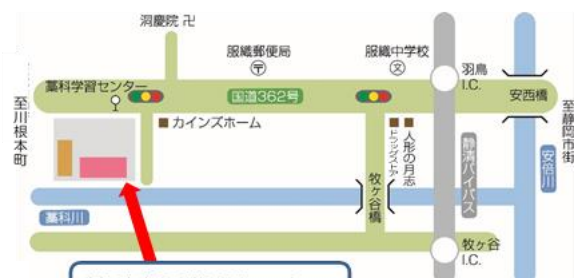 洞慶院 卍
服織郵便局
〒
服織中学校
文
羽鳥
I.C.
藁科学習センター
国道362号
安西橋
至川根本町
至静岡市街
■カインズホーム
■人形の月志
■ドラッグストア
静清バイパス
安倍川
牧ヶ谷橋
藁科川
牧ヶ谷
I.C.